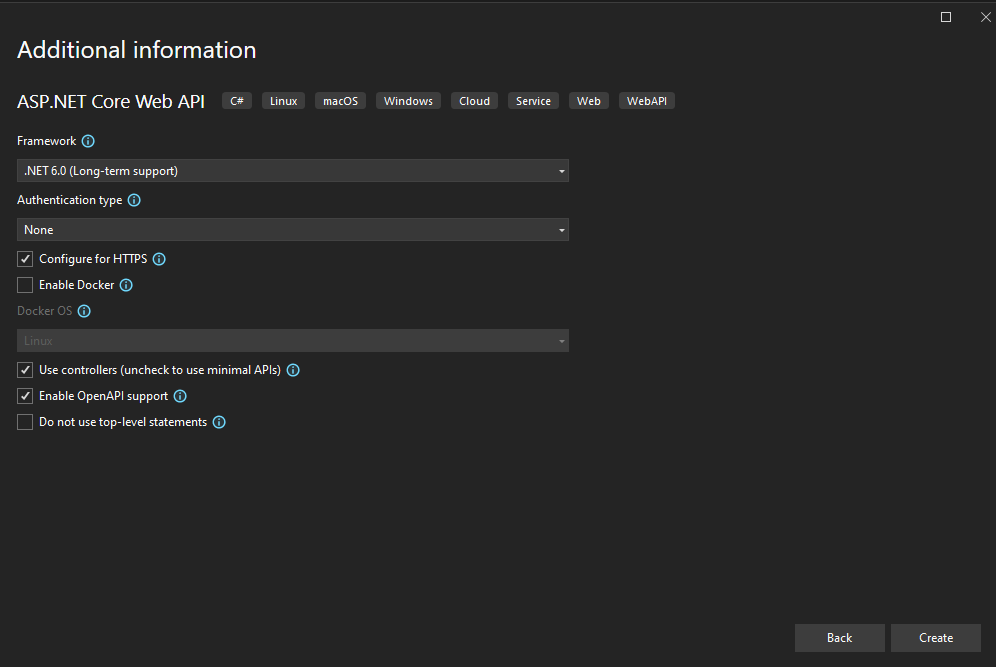 Additional information
ASP.NET Core Web API C# Linux macOS Windows Cloud Service Web WebAPI
Framework
.NET 6.0 (Long-term support)
Authentication type
None
Configure for HTTPS
Enable Docker
Docker OS
Linux
Use controllers (uncheck to use minimal APIs)
Enable OpenAPI support
Do not use top-level statements
Back Create